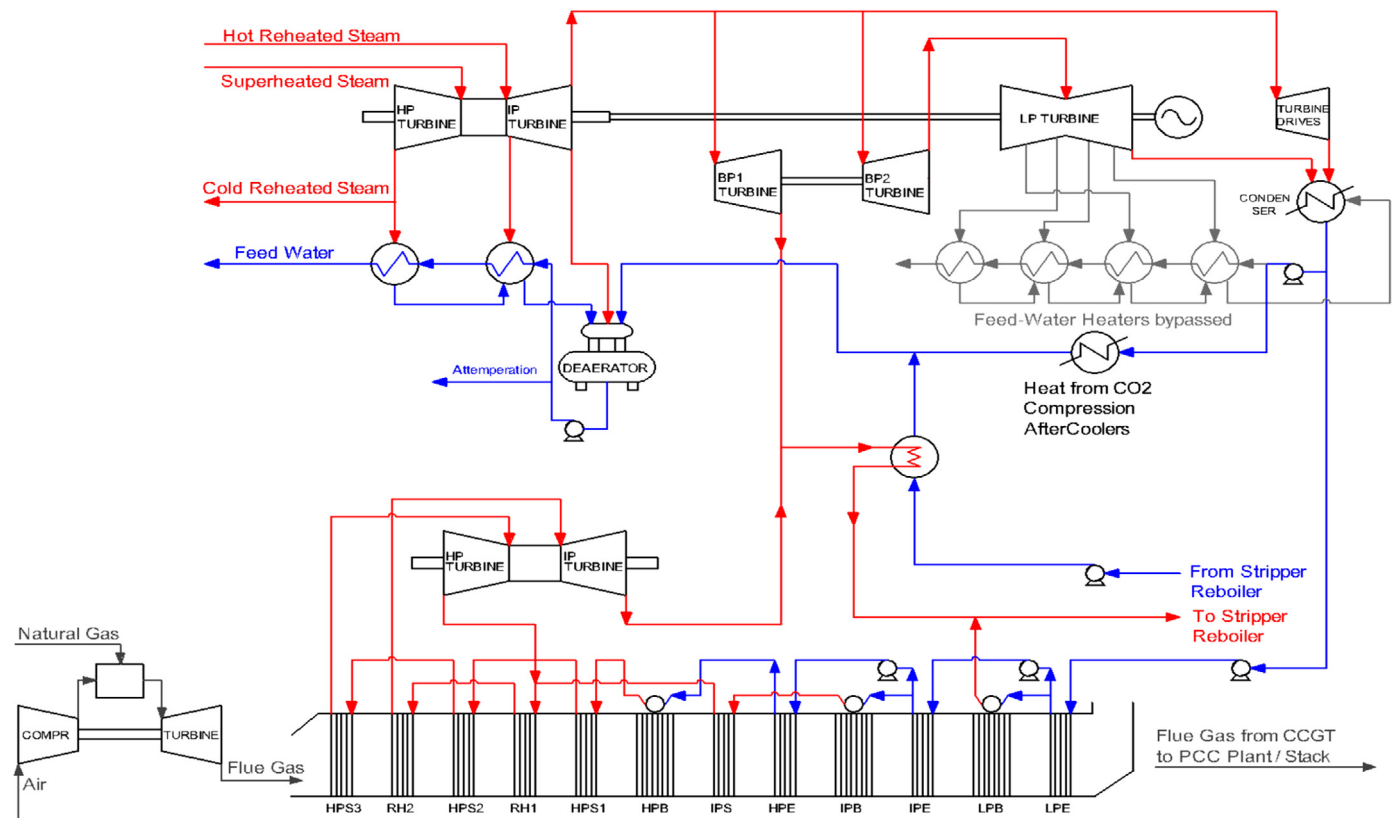 Hot Reheated Steam
Superheated Steam
HP
TURBINE
IP
TURBINE
LP TURBINE
TURBINE
DRIVES
BP1
TURBINE
BP2
TURBINE
Cold Reheated Steam
CONDEN
SER
Feed Water
Feed-Water Heaters bypassed
DEAERATOR
Attemperation
Heat from CO2
Compression
AfterCoolers
HP
TURBINE
IP
TURBINE
From Stripper
Reboiler
To Stripper
Reboiler
Natural Gas
COMPR
TURBINE
Flue Gas
Air
Flue Gas from CCGT
to PCC Plant / Stack
HPS3
RH2
HPS2
RH1
HPS1
HPB
IPS
HPE
IPB
IPE
LPB
LPE